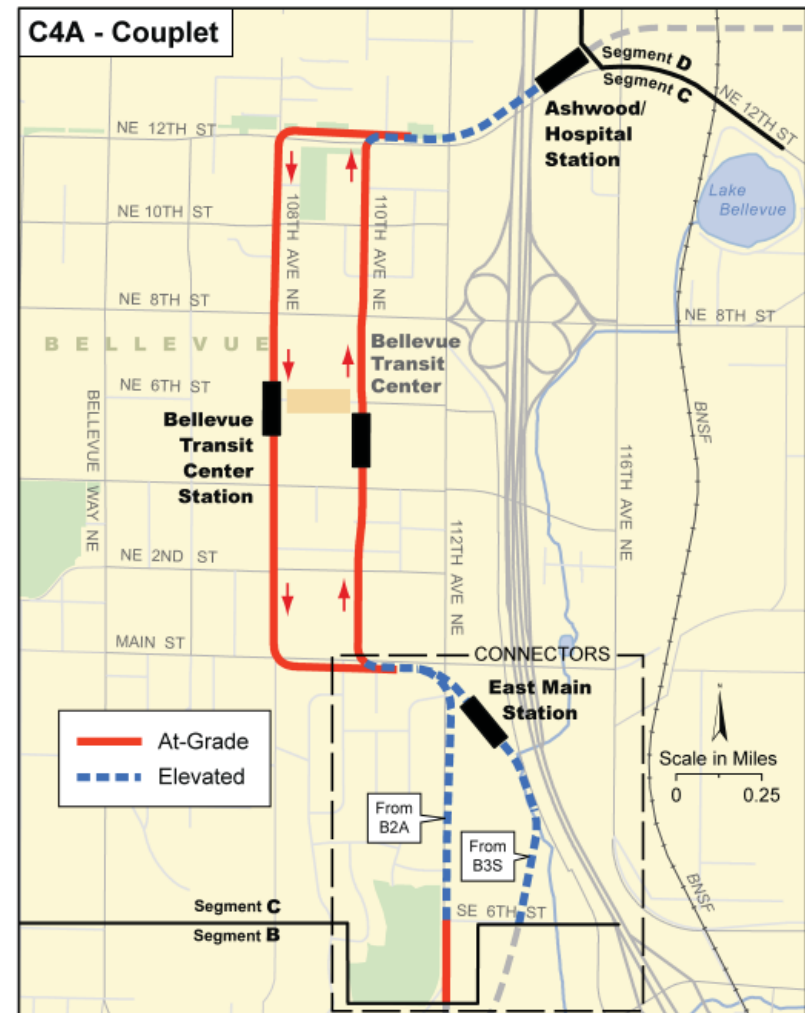 C4A - Couplet
Segment D
Segment C
NE 12TH ST
Ashwood/
Hospital
Station
NE 12TH ST
Lake
Bellevue
108TH AVE NE
110TH AVE NE
NE 10TH ST
NE 8TH ST
NE 8TH ST
BELLEVUE
Bellevue
Transit
Center
NE 6TH ST
BELLEVUE WAY NE
Bellevue
Transit
Center
Station
BNSF
116TH AVE NE
112TH AVE NE
NE 2ND ST
MAIN ST
CONNECTORS
East Main
Station
At-Grade
Elevated
Scale in Miles
0 0.25
From
B2A
From
B3S
BNSF
Segment C
Segment B
SE 6TH ST